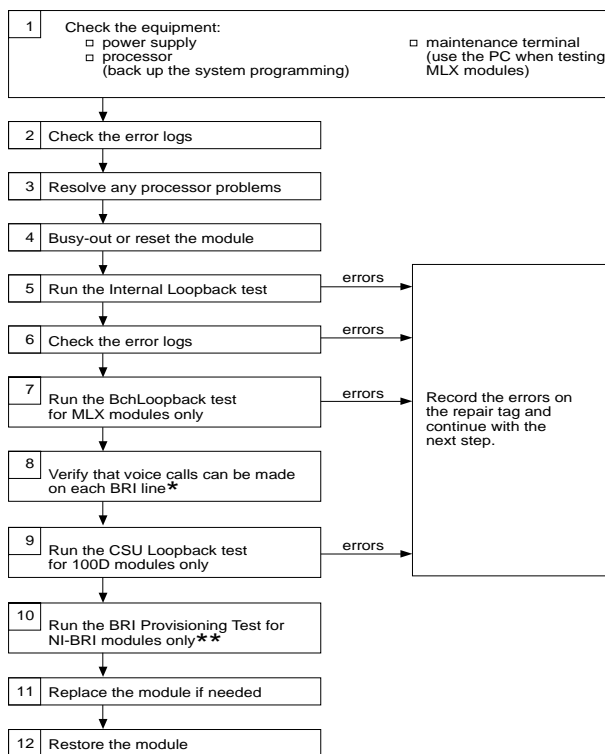 1
Check the equipment:
power supply
processor
(back up the system programming)
maintenance terminal
(use the PC when testing
MLX modules)
2 Check the error logs
3 Resolve any processor problems
4 Busy-out or reset the module
5 Run the Internal Loopback test
errors
6 Check the error logs
errors
7
Run the BchLoopback test
for MLX modules only
errors
Record the errors on
the repair tag and
continue with the
next step.
8
Verify that voice calls can be made
on each BRI line*
9
Run the CSU Loopback test
for 100D modules only
errors
10
Run the BRI Provisioning Test for
NI-BRI modules only**
11 Replace the module if needed
12 Restore the module